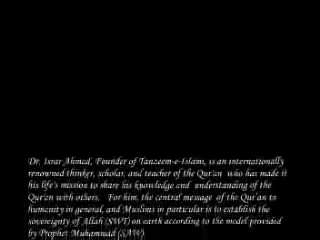 Dr. Israr Ahmed, Founder of Tanzeem-e-Islami, is an internationally
renowned thinker, scholar, and teacher of the Qur'an who has made it
his life's mission to share his knowledge and understanding of the
Qur'an with others. For him, the central message of the Qur'an to
humanity in general, and Muslims in particular is to establish the
sovereignty of Allah (SWT) on earth according to the model provided
by Prophet Muhammad (SAW)